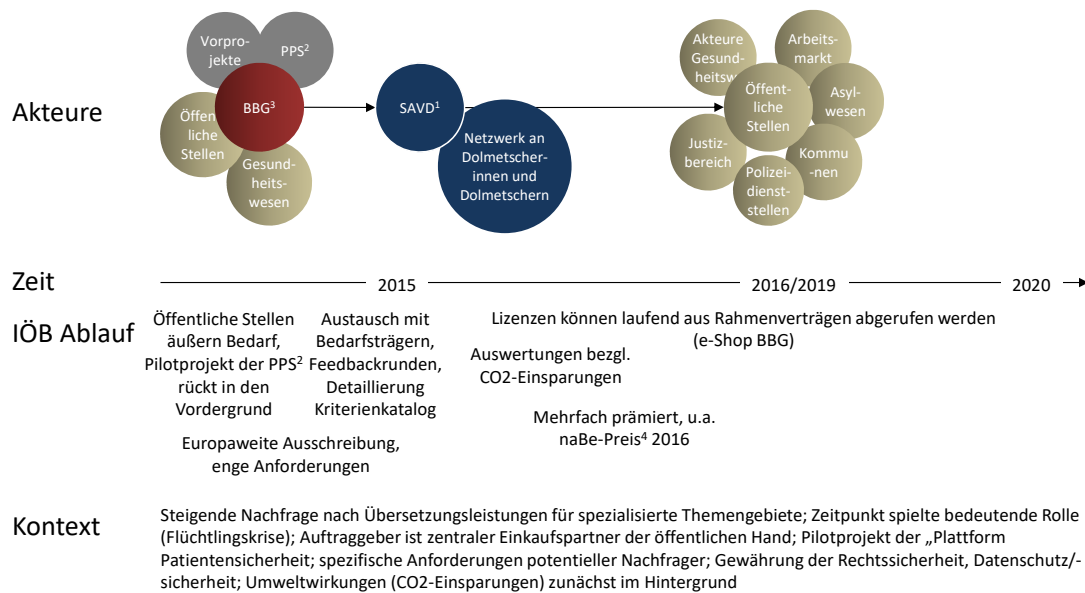 Akteure
Vorpro-
jekte
PPS²
BBG³
Öffent-
liche
Stellen
Gesund-
heits-
wesen
SAVD¹
Netzwerk an
Dolmetscher-
innen und
Dolmetschern
Akteure
Gesundheitsw
Arbeits-
markt
Öffent-
liche
Stellen
Asyl-
wesen
Justiz-
bereich
Kommu
-nen
Polizei
dienst-
stellen
Zeit
2015
2016/2019
2020
IÖB Ablauf
Öffentliche Stellen
äußern Bedarf,
Pilotprojekt der PPS²
rückt in den
Vordergrund
Austausch mit
Bedarfsträgern,
Feedbackrunden,
Detaillierung
Kriterienkatalog
Europaweite Ausschreibung,
enge Anforderungen
Lizenzen können laufend aus Rahmenverträgen abgerufen werden
(e-Shop BBG)
Auswertungen bezgl.
CO2-Einsparungen
Mehrfach prämiert, u.a.
naBe-Preis⁴ 2016
Kontext
Steigende Nachfrage nach Übersetzungsleistungen für spezialisierte Themengebiete; Zeitpunkt spielte bedeutende Rolle
(Flüchtlingskrise); Auftraggeber ist zentraler Einkaufspartner der öffentlichen Hand; Pilotprojekt der „Plattform
Patientensicherheit; spezifische Anforderungen potentieller Nachfrager; Gewährung der Rechtssicherheit, Datenschutz/-
sicherheit; Umweltwirkungen (CO2-Einsparungen) zunächst im Hintergrund